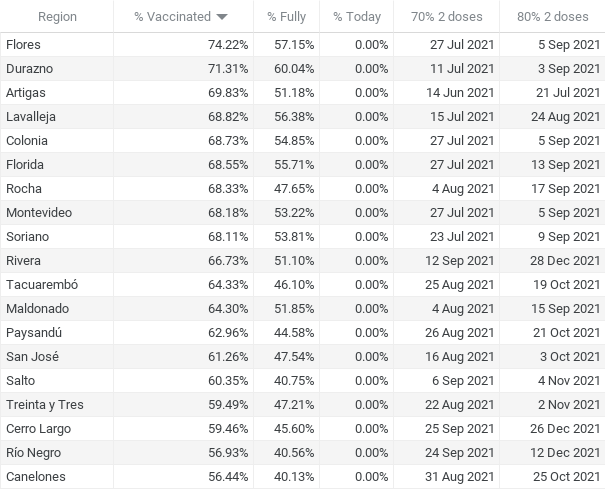 Region % Vaccinated % Fully % Today 70% 2 doses 80% 2 doses
Flores 74.22% 57.15% 0.00% 27 Jul 2021 5 Sep 2021
Durazno 71.31% 60.04% 0.00% 11 Jul 2021 3 Sep 2021
Artigas 69.83% 51.18% 0.00% 14 Jun 2021 21 Jul 2021
Lavalleja 68.82% 56.38% 0.00% 15 Jul 2021 24 Aug 2021
Colonia 68.73% 54.85% 0.00% 27 Jul 2021 5 Sep 2021
Florida 68.55% 55.71% 0.00% 27 Jul 2021 13 Sep 2021
Rocha 68.33% 47.65% 0.00% 4 Aug 2021 17 Sep 2021
Montevideo 68.18% 53.22% 0.00% 27 Jul 2021 5 Sep 2021
Soriano 68.11% 53.81% 0.00% 23 Jul 2021 9 Sep 2021
Rivera 66.73% 51.10% 0.00% 12 Sep 2021 28 Dec 2021
Tacuarembó 64.33% 46.10% 0.00% 25 Aug 2021 19 Oct 2021
Maldonado 64.30% 51.85% 0.00% 4 Aug 2021 15 Sep 2021
Paysandú 62.96% 44.58% 0.00% 26 Aug 2021 21 Oct 2021
San José 61.26% 47.54% 0.00% 16 Aug 2021 3 Oct 2021
Salto 60.35% 40.75% 0.00% 6 Sep 2021 4 Nov 2021
Treinta y Tres 59.49% 47.21% 0.00% 22 Aug 2021 2 Nov 2021
Cerro Largo 59.46% 45.60% 0.00% 25 Sep 2021 26 Dec 2021
Río Negro 56.93% 40.56% 0.00% 24 Sep 2021 12 Dec 2021
Canelones 56.44% 40.13% 0.00% 31 Aug 2021 25 Oct 2021